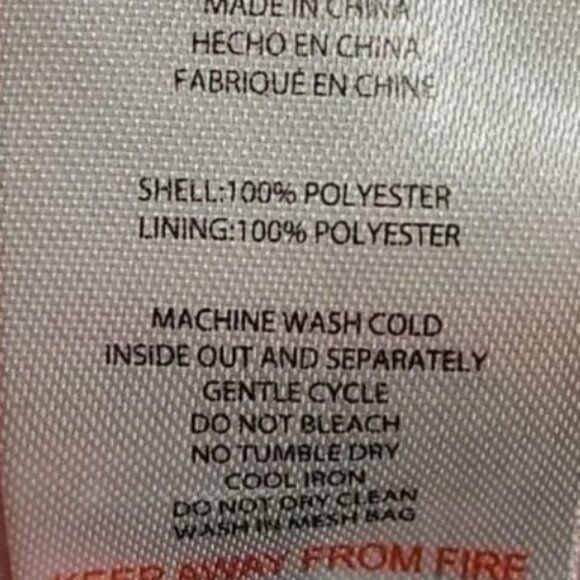 MADE IN CHINA
HECHO EN CHINA
FABRIQUÉ EN CHINE
SHELL:100% POLYESTER
LINING:100% POLYESTER
MACHINE WASH COLD
INSIDE OUT AND SEPARATELY
GENTLE CYCLE
DO NOT BLEACH
NO TUMBLE DRY
COOL IRON
DO NOT DRY CLEAN
WASH IN MESH BAG
KEEP AWAY FROM FIRE